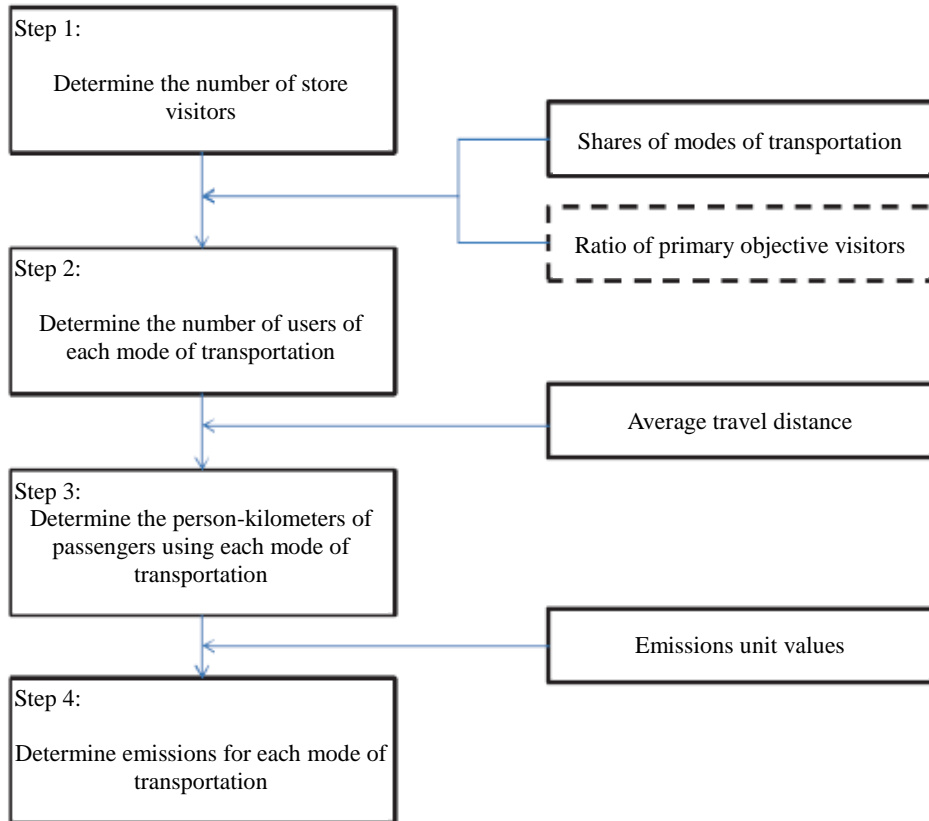 Step 1:
Determine the number of store
visitors
Shares of modes of transportation
Ratio of primary objective visitors
Step 2:
Determine the number of users of
each mode of transportation
Average travel distance
Step 3:
Determine the person-kilometers of
passengers using each mode of
transportation
Emissions unit values
Step 4:
Determine emissions for each mode of
transportation